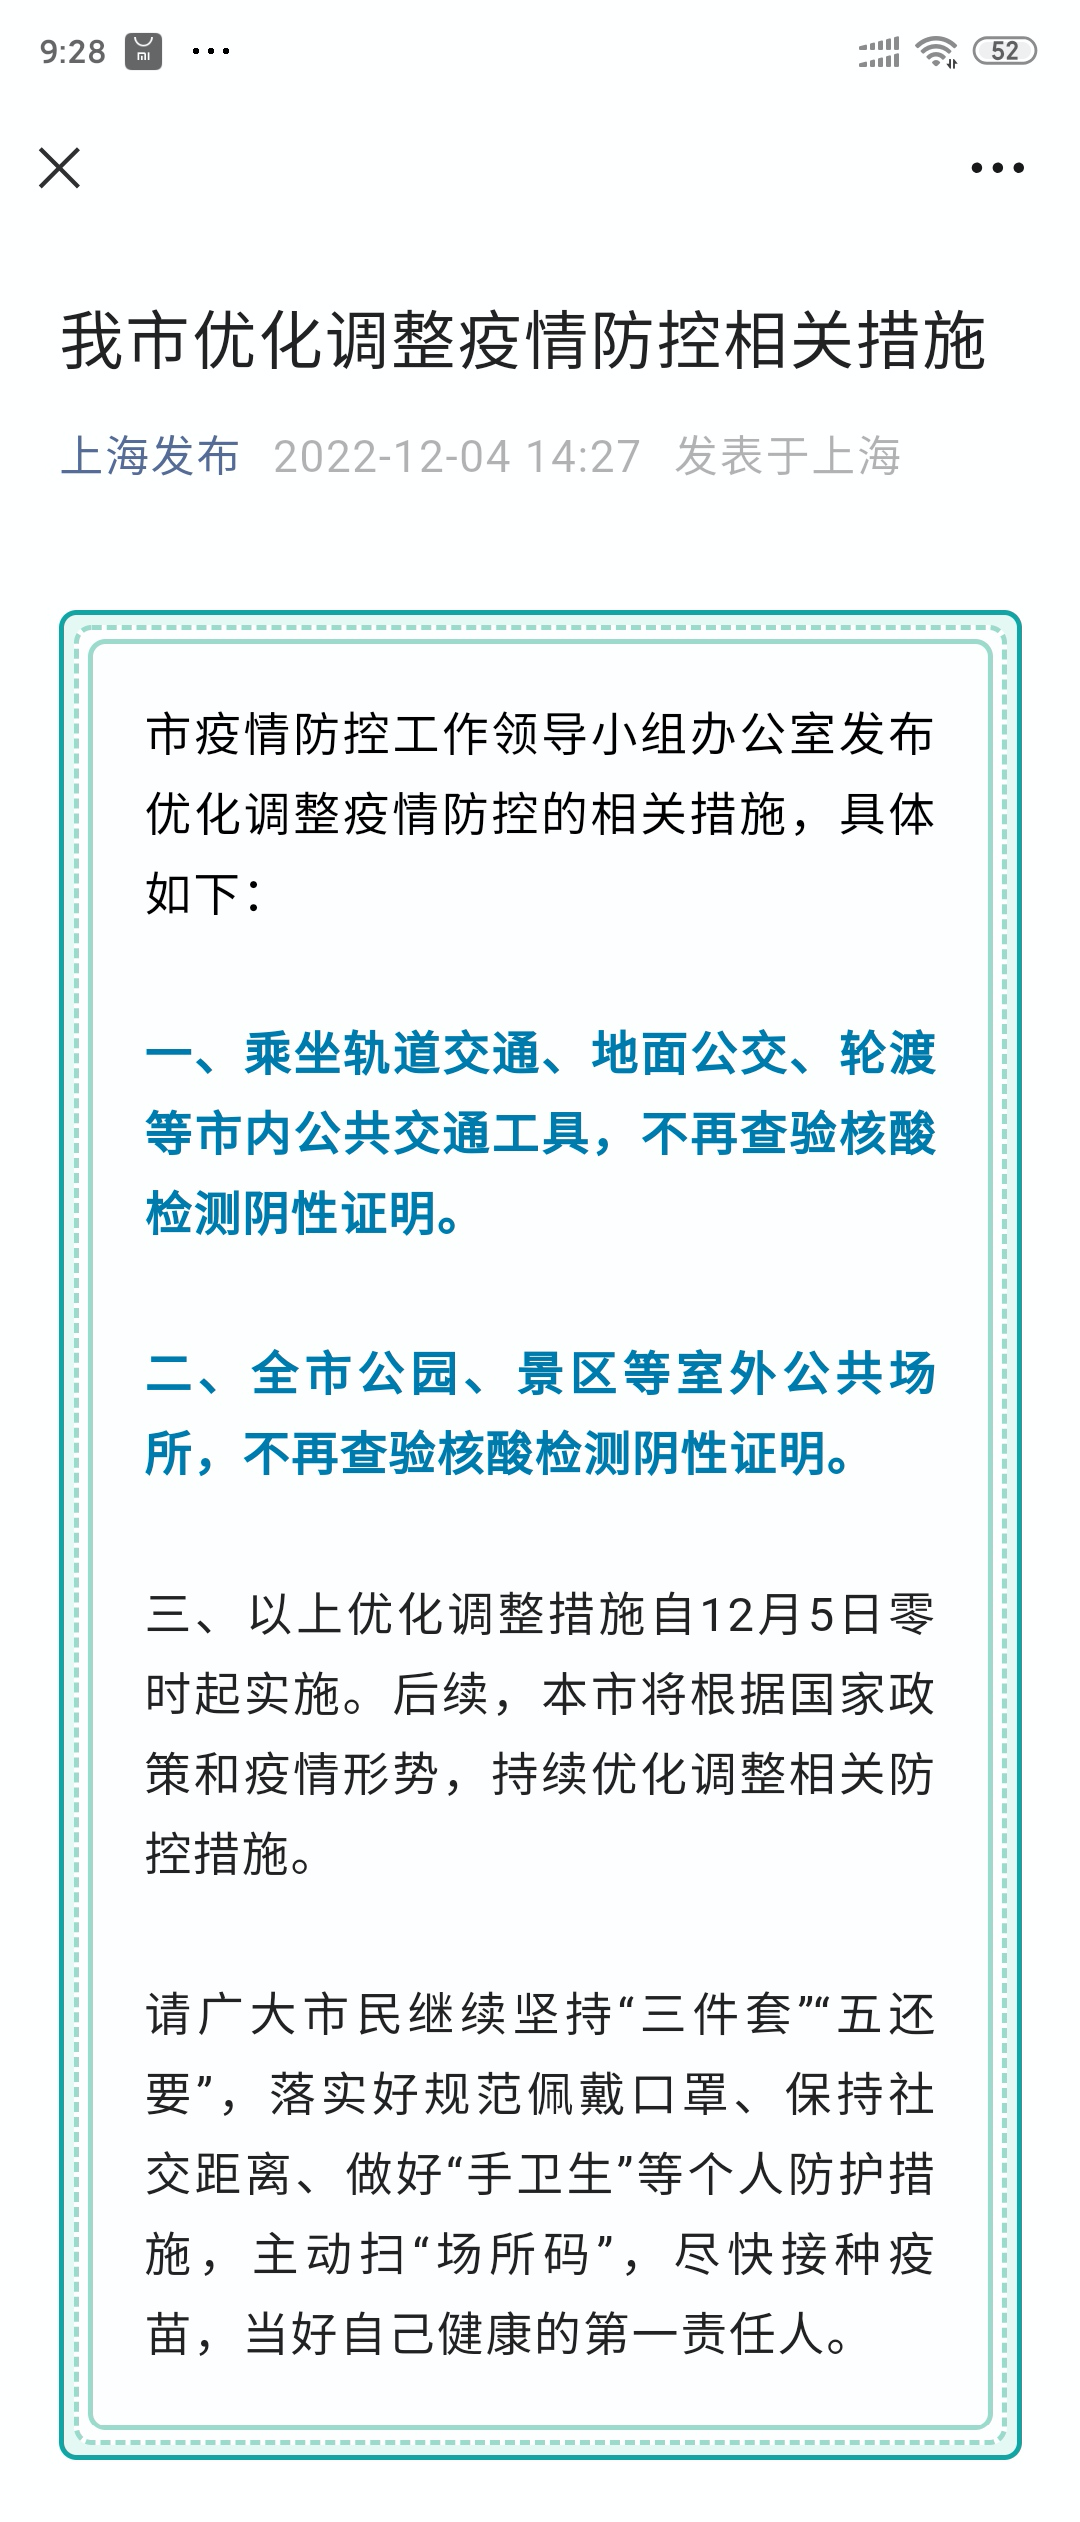 9:28
52
我市优化调整疫情防控相关措施
上海发布 2022-12-04 14:27 发表于上海
市疫情防控工作领导小组办公室发布
优化调整疫情防控的相关措施，具体
如下：
一、乘坐轨道交通、地面公交、轮渡
等市内公共交通工具，不再查验核酸
检测阴性证明。
二、全市公园、景区等室外公共场
所，不再查验核酸检测阴性证明。
三、以上优化调整措施自12月5日零
时起实施。后续，本市将根据国家政
策和疫情形势，持续优化调整相关防
控措施。
请广大市民继续坚持“三件套”“五还
要”，落实好规范佩戴口罩、保持社
交距离、做好“手卫生”等个人防护措
施，主动扫“场所码”，尽快接种疫
苗，当好自己健康的第一责任人。